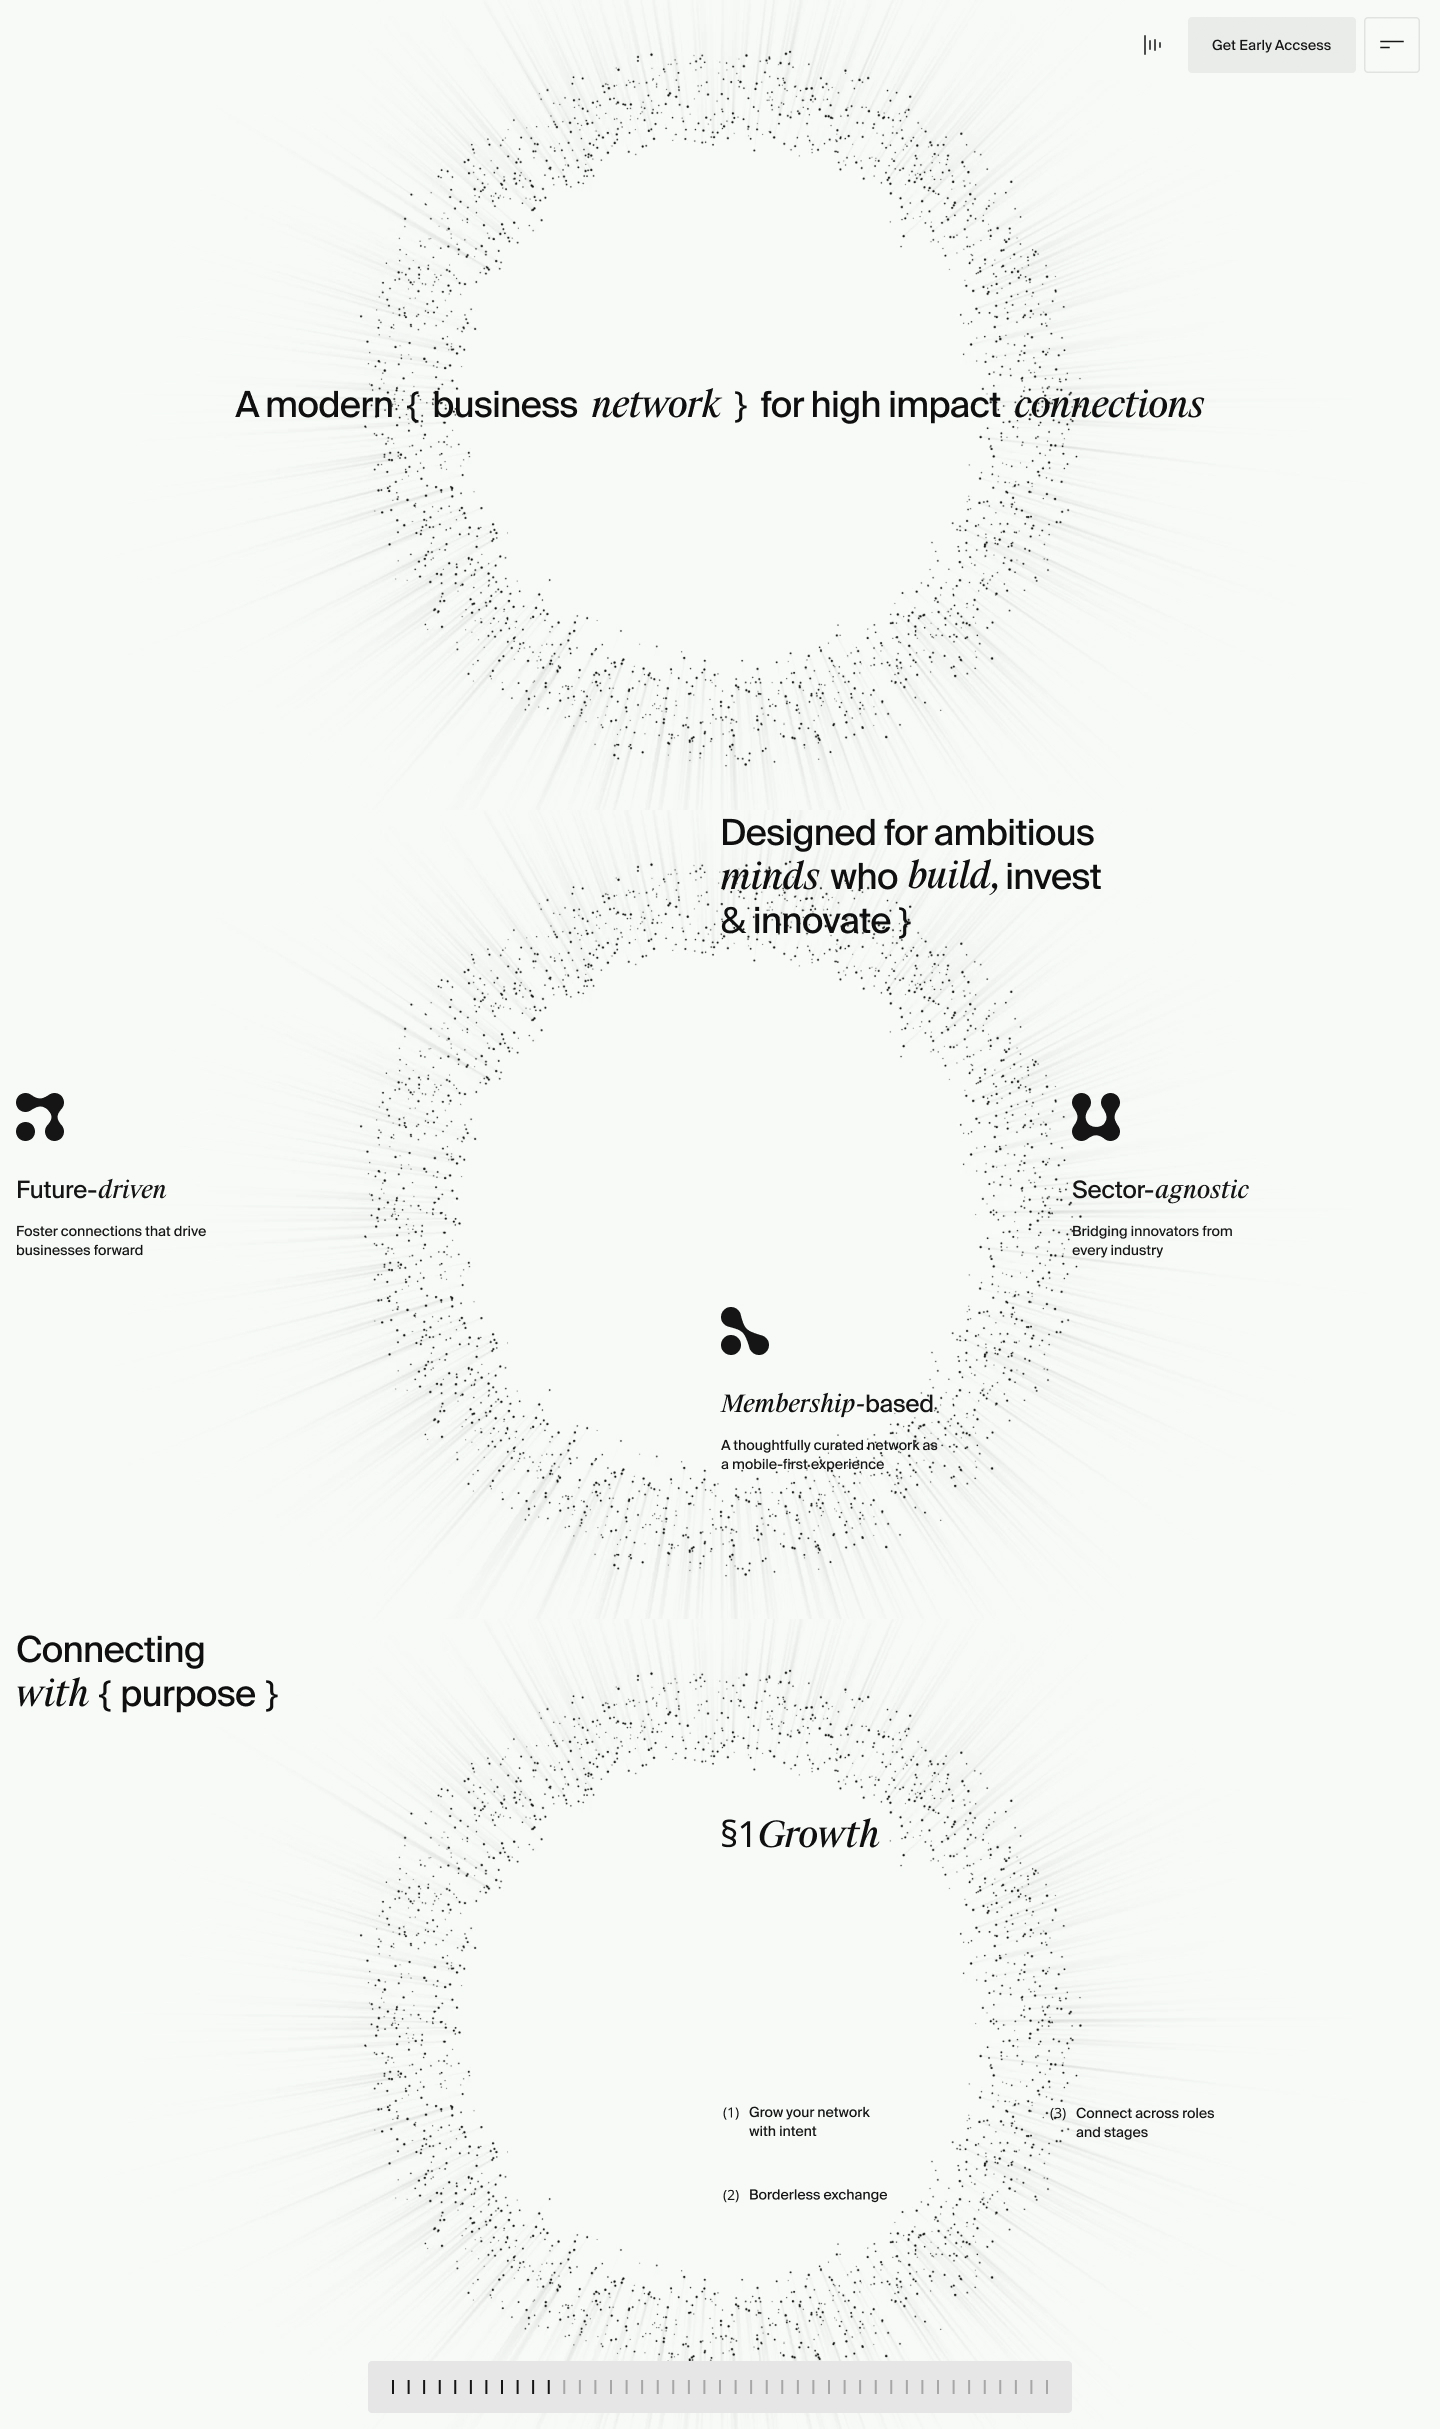 Get Early Accsess
A modern { business network } for high impact connections
Designed for ambitious
minds who build, invest
& innovate }
Future-driven
Foster connections that drive
businesses forward
Sector-agnostic
Bridging innovators from
every industry
Membership-based
A thoughtfully curated network as
a mobile-first experience
Connecting
with { purpose }
§1 Growth
(1) Grow your network
with intent
(3) Connect across roles
and stages
(2) Borderless exchange